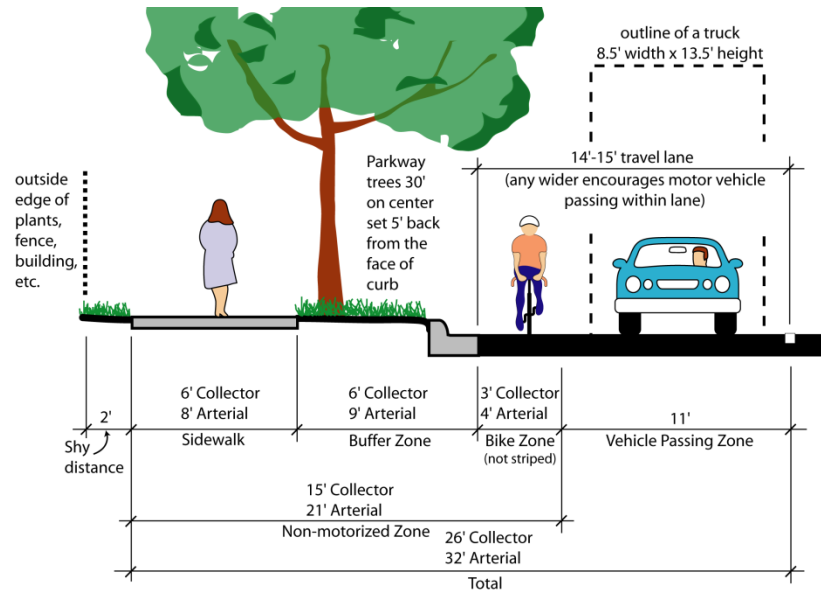 outline of a truck
8.5' width x 13.5' height
14'-15' travel lane
(any wider encourages motor vehicle
passing within lane)
outside
edge of
plants,
fence,
building,
etc.
Parkway
trees 30'
on center
set 5' back
from the
face of
curb
2'
Shy
distance
6' Collector
8' Arterial
Sidewalk
6' Collector
9' Arterial
Buffer Zone
3' Collector
4' Arterial
Bike Zone
(not striped)
11'
Vehicle Passing Zone
15' Collector
21' Arterial
Non-motorized Zone
26' Collector
32' Arterial
Total